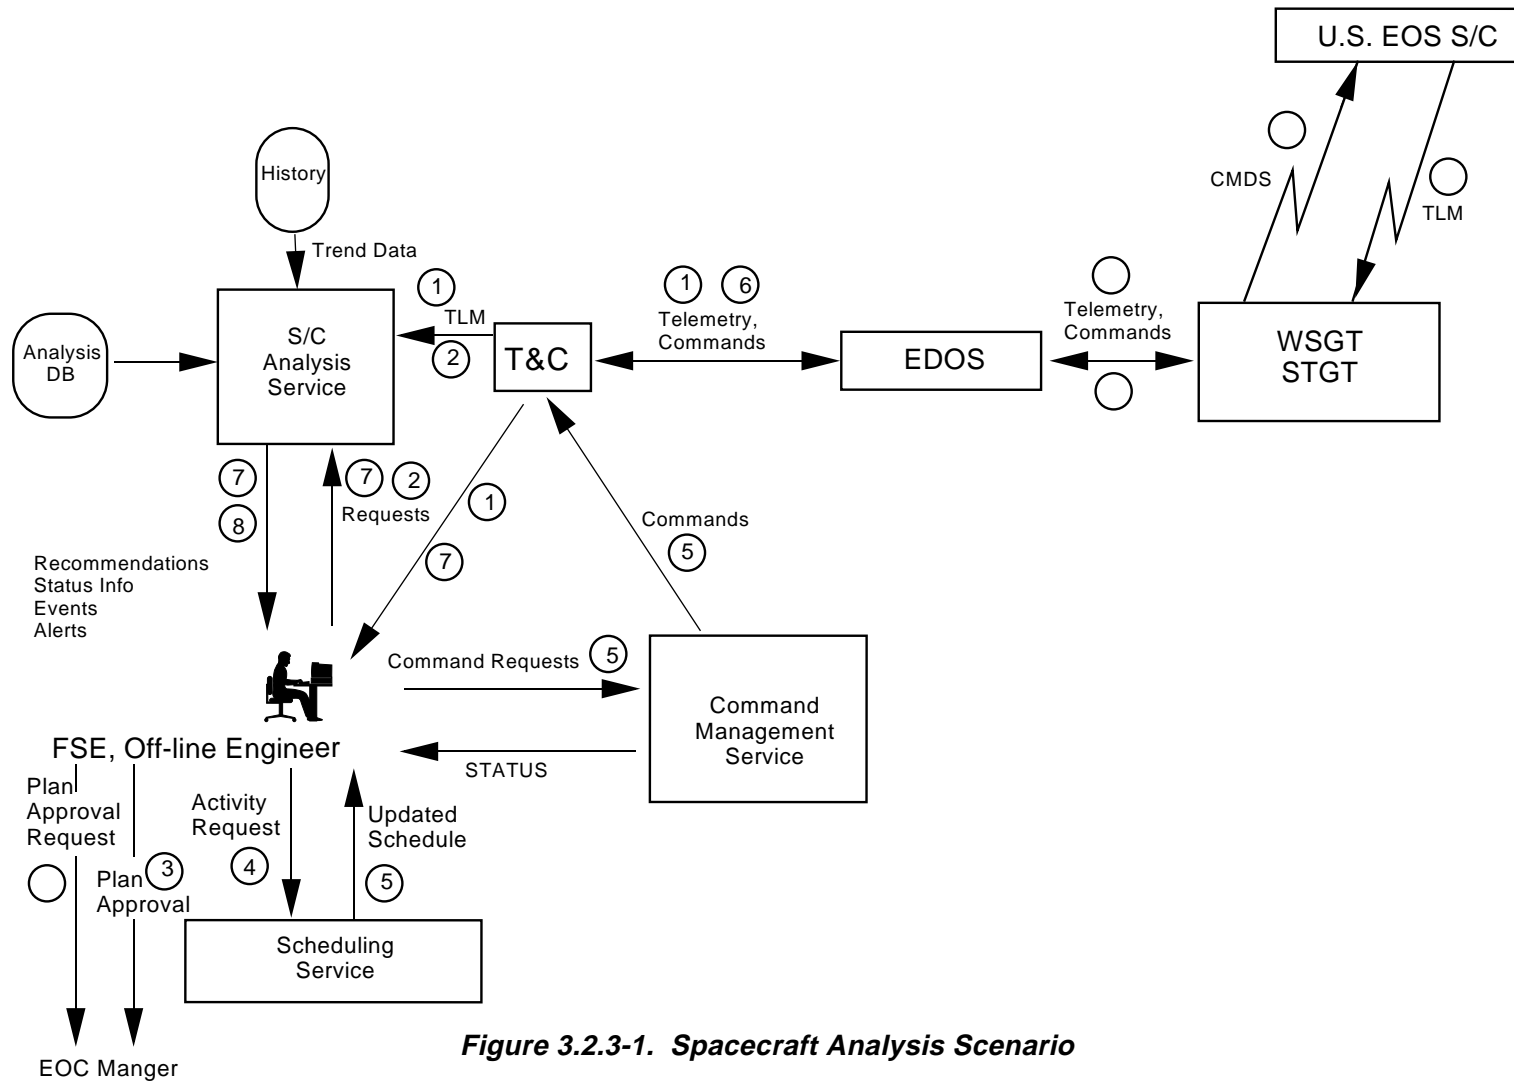 U.S. EOS S/C
CMDS
TLM
History
Trend Data
1
TLM
2
S/C
Analysis
Service
Analysis
DB
T&C
1 6
Telemetry,
Commands
EDOS
Telemetry,
Commands
WSGT
STGT
7
8
7 2
Requests
1
7
Commands
5
Recommendations
Status Info
Events
Alerts
Command Requests 5
Command
Management
Service
STATUS
FSE, Off-line Engineer
Plan
Approval
Request
Plan 3
Approval
Activity
Request
4
Updated
Schedule
5
Scheduling
Service
EOC Manger
Figure 3.2.3-1. Spacecraft Analysis Scenario